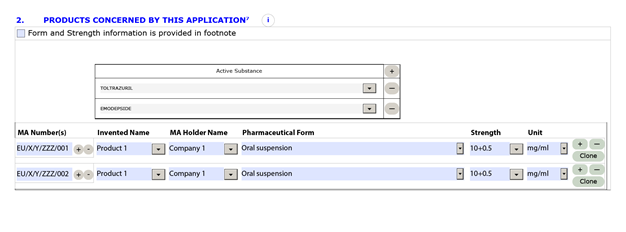 2. PRODUCTS CONCERNED BY THIS APPLICATION⁷ i
Form and Strength information is provided in footnote
Active Substance +
TOLTRAZURIL −
EMODEPSIDE −
MA Number(s) Invented Name MA Holder Name Pharmaceutical Form Strength Unit
EU/X/Y/ZZZ/001 + - Product 1 Company 1 Oral suspension 10+0.5 mg/ml + −
Clone
EU/X/Y/ZZZ/002 + - Product 1 Company 1 Oral suspension 10+0.5 mg/ml + −
Clone